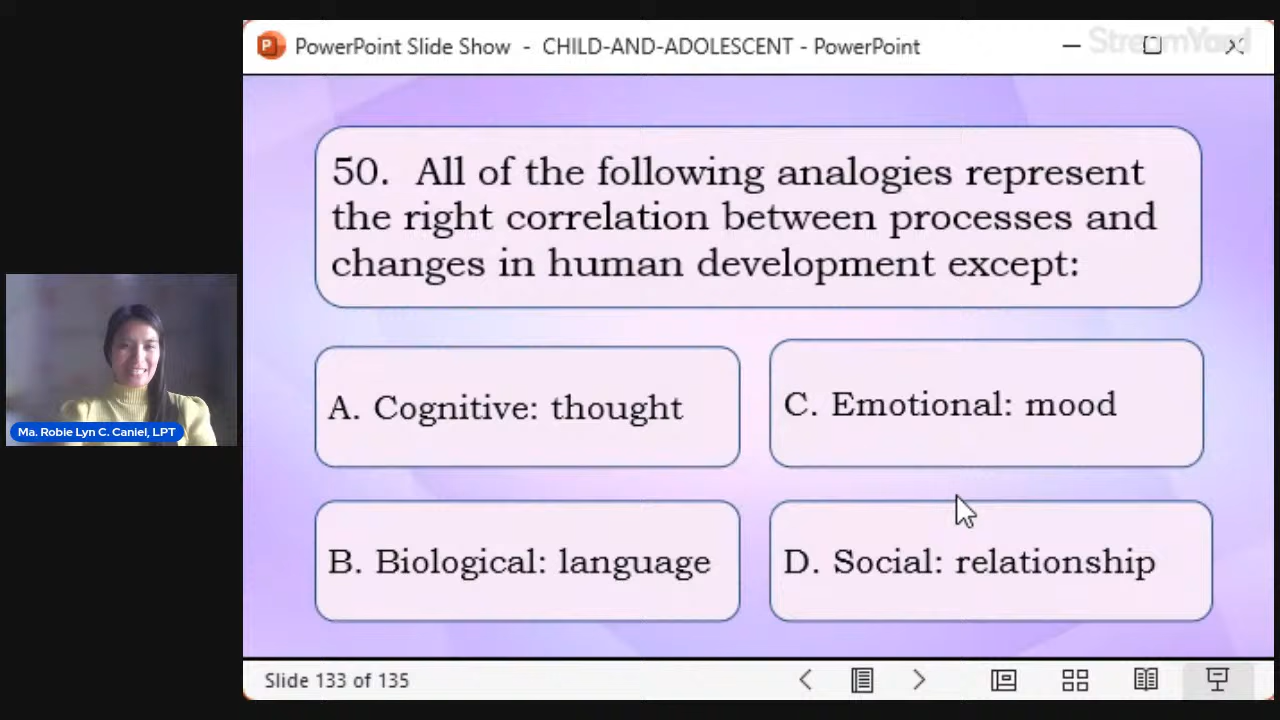 PowerPoint Slide Show - CHILD-AND-ADOLESCENT - PowerPoint
StreamYard
50. All of the following analogies represent
the right correlation between processes and
changes in human development except:
A. Cognitive: thought
C. Emotional: mood
B. Biological: language
D. Social: relationship
Ma. Robie Lyn C. Caniel, LPT
Slide 133 of 135